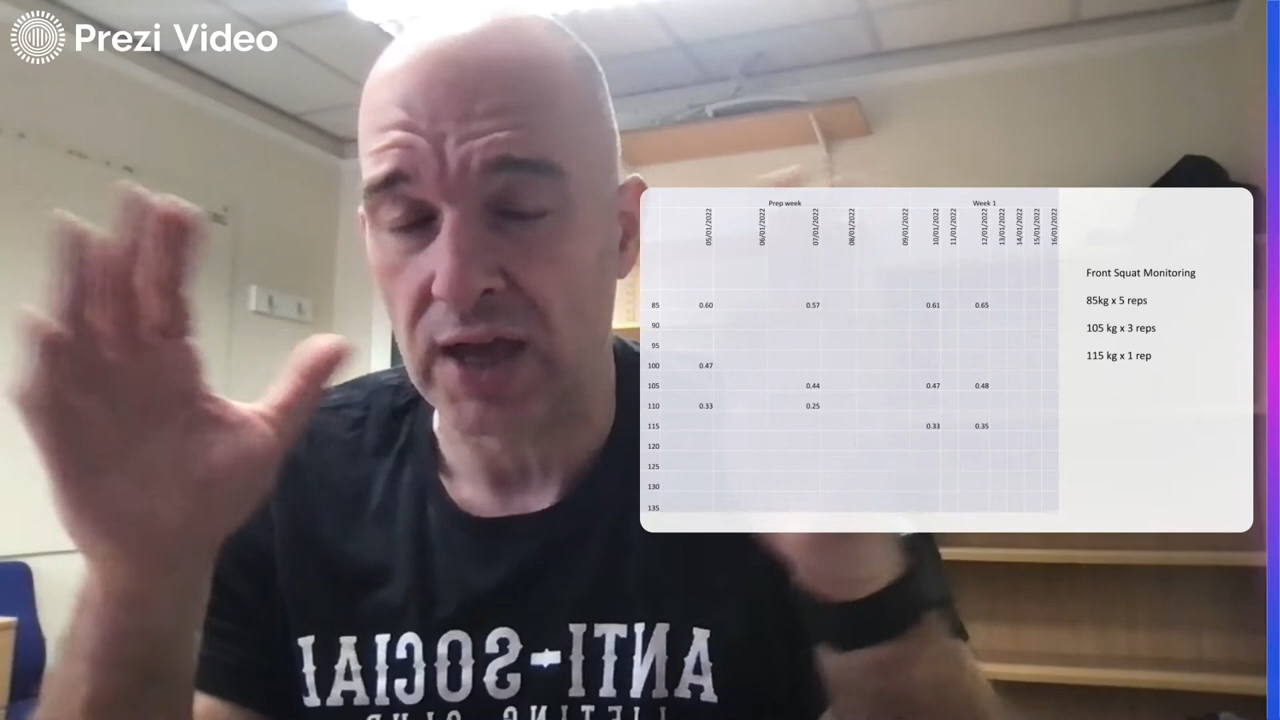 Prezi Video
Prep week Week 1
05/01/2022 06/01/2022 07/01/2022 08/01/2022 09/01/2022 10/01/2022 11/01/2022 12/01/2022 13/01/2022 14/01/2022 15/01/2022 16/01/2022
85 0.60 0.57 0.61 0.65
90
95
100 0.47
105 0.44 0.47 0.48
110 0.33 0.25
115 0.33 0.35
120
125
130
135
Front Squat Monitoring
85kg x 5 reps
105 kg x 3 reps
115 kg x 1 rep
ANTI-SOCIAL
LIFTING CLUB